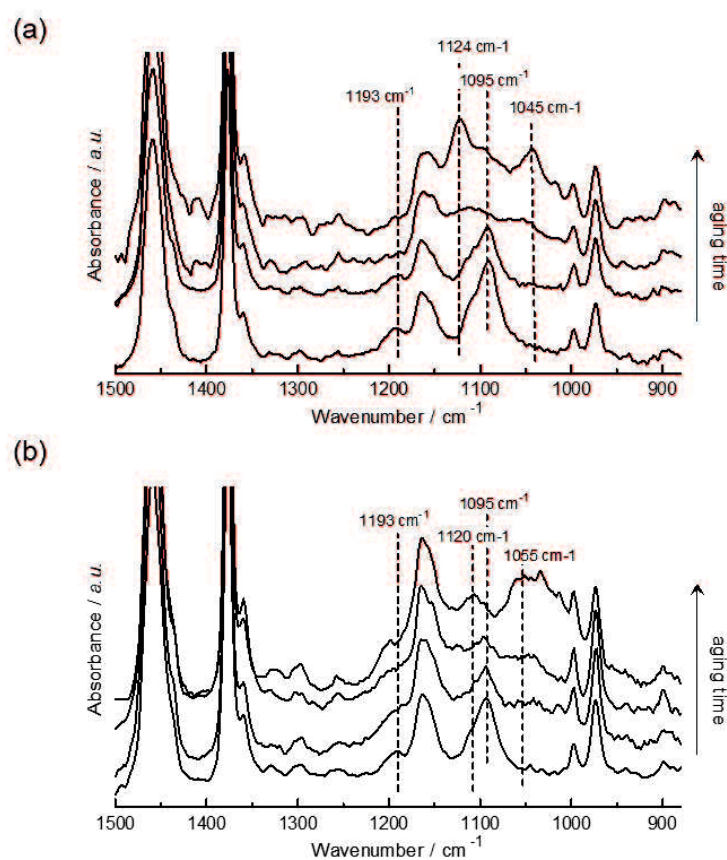 (a)
1124 cm-1
1095 cm-1
1193 cm-1
1045 cm-1
Absorbance / a.u.
aging time
1500 1400 1300 1200 1100 1000 900
Wavenumber / cm-1
(b)
1095 cm-1
1193 cm-1
1120 cm-1
1055 cm-1
Absorbance / a.u.
aging time
1500 1400 1300 1200 1100 1000 900
Wavenumber / cm-1